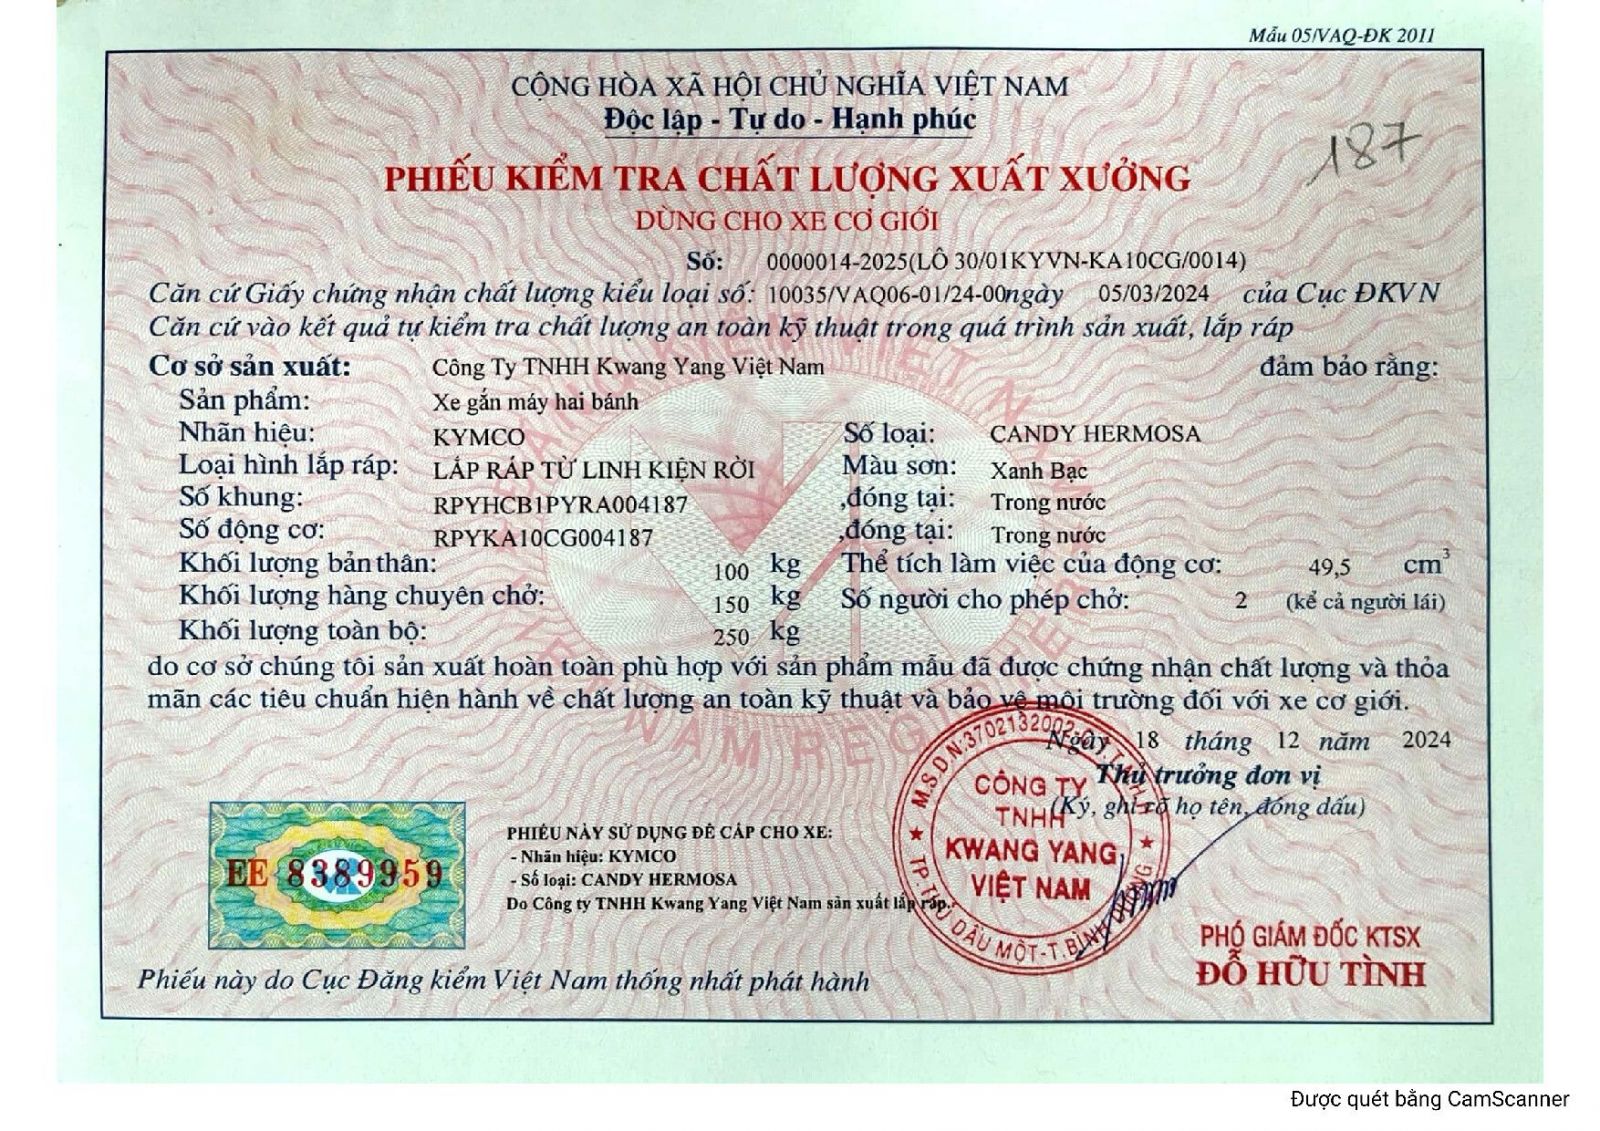 Mẫu 05/VAQ-ĐK 2011
CỘNG HÒA XÃ HỘI CHỦ NGHĨA VIỆT NAM
Độc lập - Tự do - Hạnh phúc
187
PHIẾU KIỂM TRA CHẤT LƯỢNG XUẤT XƯỞNG
DÙNG CHO XE CƠ GIỚI
Số: 0000014-2025(LÔ 30/01KYVN-KA10CG/0014)
Căn cứ Giấy chứng nhận chất lượng kiểu loại số: 10035/VAQ06-01/24-00 ngày 05/03/2024 của Cục ĐKVN
Căn cứ vào kết quả tự kiểm tra chất lượng an toàn kỹ thuật trong quá trình sản xuất, lắp ráp
Cơ sở sản xuất: Công Ty TNHH Kwang Yang Việt Nam đảm bảo rằng:
Sản phẩm: Xe gắn máy hai bánh
Nhãn hiệu: KYMCO Số loại: CANDY HERMOSA
Loại hình lắp ráp: LẮP RÁP TỪ LINH KIỆN RỜI Màu sơn: Xanh Bạc
Số khung: RPYHCB1PYRA004187 ,đóng tại: Trong nước
Số động cơ: RPYKA10CG004187 ,đóng tại: Trong nước
Khối lượng bản thân: 100 kg Thể tích làm việc của động cơ: 49,5 cm³
Khối lượng hàng chuyên chở: 150 kg Số người cho phép chở: 2 (kể cả người lái)
Khối lượng toàn bộ: 250 kg
do cơ sở chúng tôi sản xuất hoàn toàn phù hợp với sản phẩm mẫu đã được chứng nhận chất lượng và thỏa
mãn các tiêu chuẩn hiện hành về chất lượng an toàn kỹ thuật và bảo vệ môi trường đối với xe cơ giới.
Ngày 18 tháng 12 năm 2024
Thủ trưởng đơn vị
(Ký, ghi rõ họ tên, đóng dấu)
M.S.D.N:3702132002
CÔNG TY
TNHH
KWANG YANG
VIỆT NAM
TP.THỦ DẦU MỘT-T.BÌNH DƯƠNG
EE 8389959
PHIẾU NÀY SỬ DỤNG ĐỂ CẤP CHO XE:
- Nhãn hiệu: KYMCO
- Số loại: CANDY HERMOSA
Do Công ty TNHH Kwang Yang Việt Nam sản xuất lắp ráp.
PHÓ GIÁM ĐỐC KTSX
ĐỖ HỮU TÌNH
Phiếu này do Cục Đăng kiểm Việt Nam thống nhất phát hành
Được quét bằng CamScanner